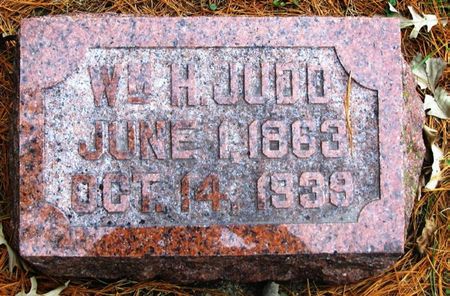 Wm H. JUDD
JUNE 1, 1863
OCT. 14, 1939